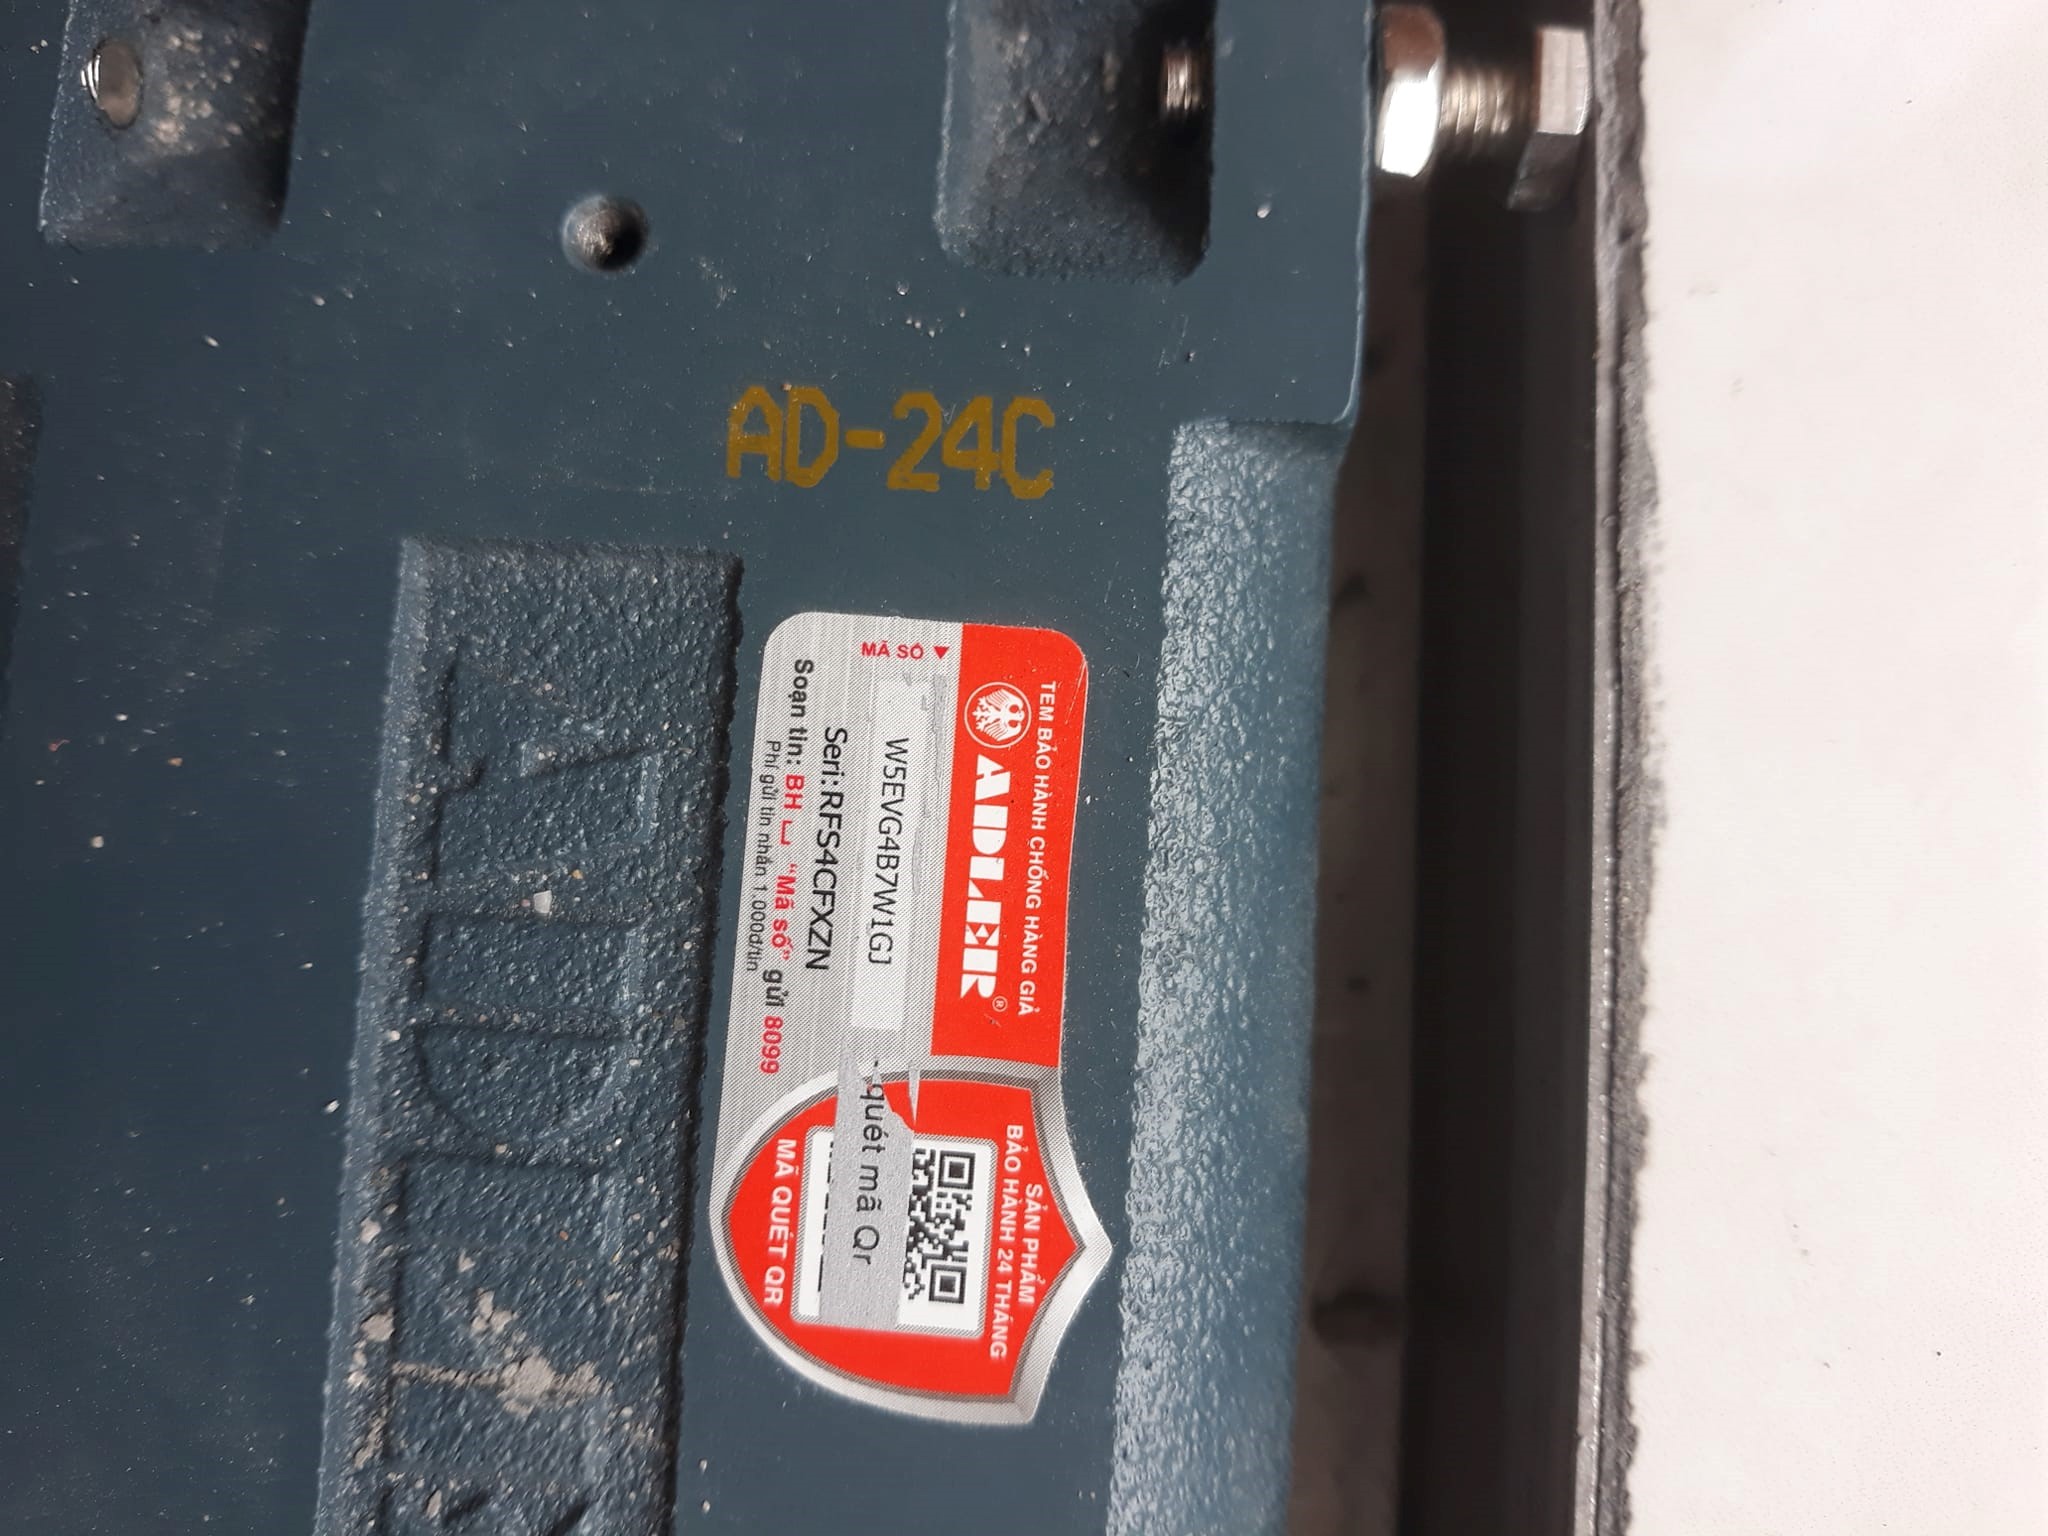 AD-24C
TEM BẢO HÀNH CHỐNG HÀNG GIẢ
ADLER®
MÃ SỐ ▼
W5EVG4B7W1GJ
Seri: RFS4CFXZN
Soạn tin: BH ⌴ "Mã số" gửi 8099
Phí gửi tin nhắn 1.000đ/tin
SẢN PHẨM
BẢO HÀNH 24 THÁNG
quét mã Qr
MÃ QUÉT QR